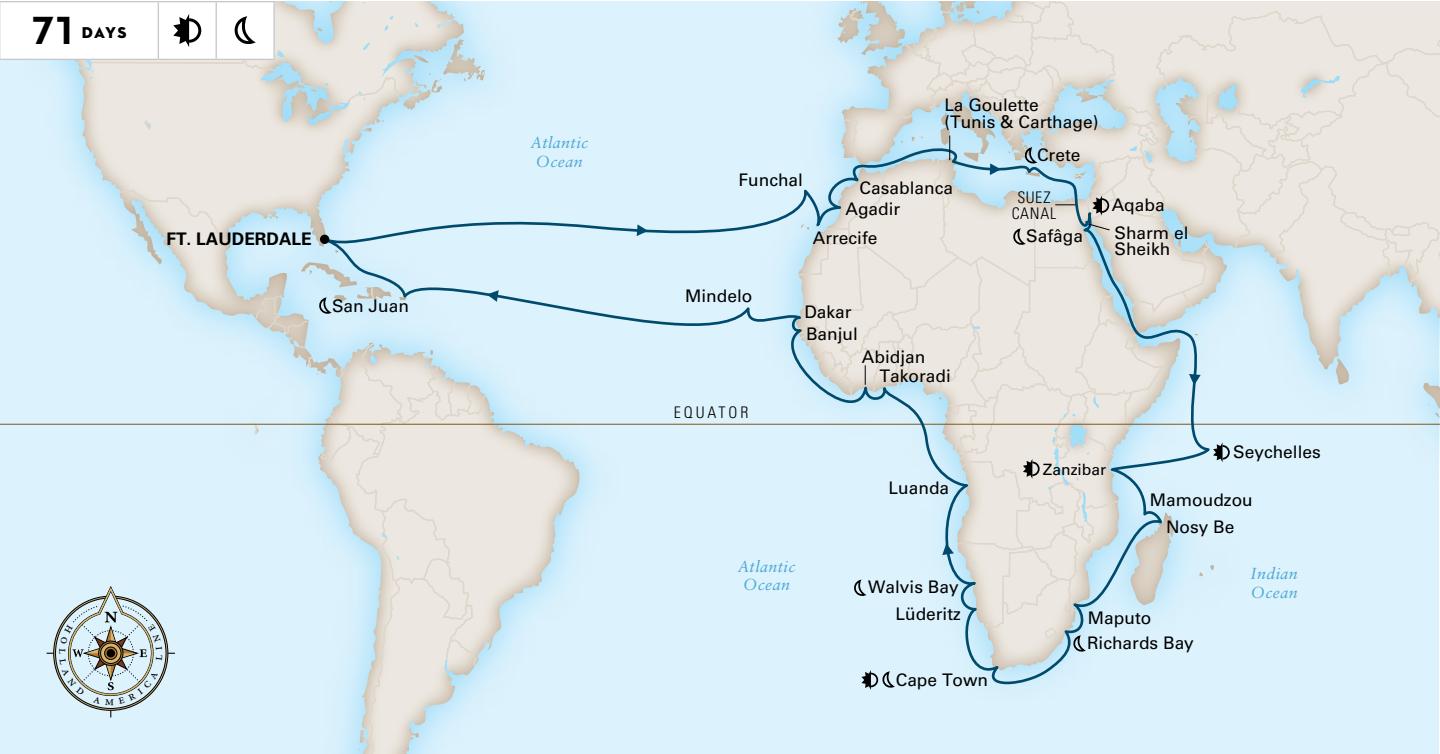 71 DAYS
La Goulette
(Tunis & Carthage)
Atlantic
Ocean
Crete
Funchal
Casablanca
SUEZ
CANAL
Aqaba
Agadir
FT. LAUDERDALE
Arrecife
Safâga
Sharm el
Sheikh
San Juan
Mindelo
Dakar
Banjul
Abidjan
Takoradi
EQUATOR
Seychelles
Zanzibar
Luanda
Mamoudzou
Nosy Be
Atlantic
Ocean
Indian
Ocean
Walvis Bay
Lüderitz
Maputo
Richards Bay
Cape Town
N
W
E
S
HOLLAND AMERICA LINE